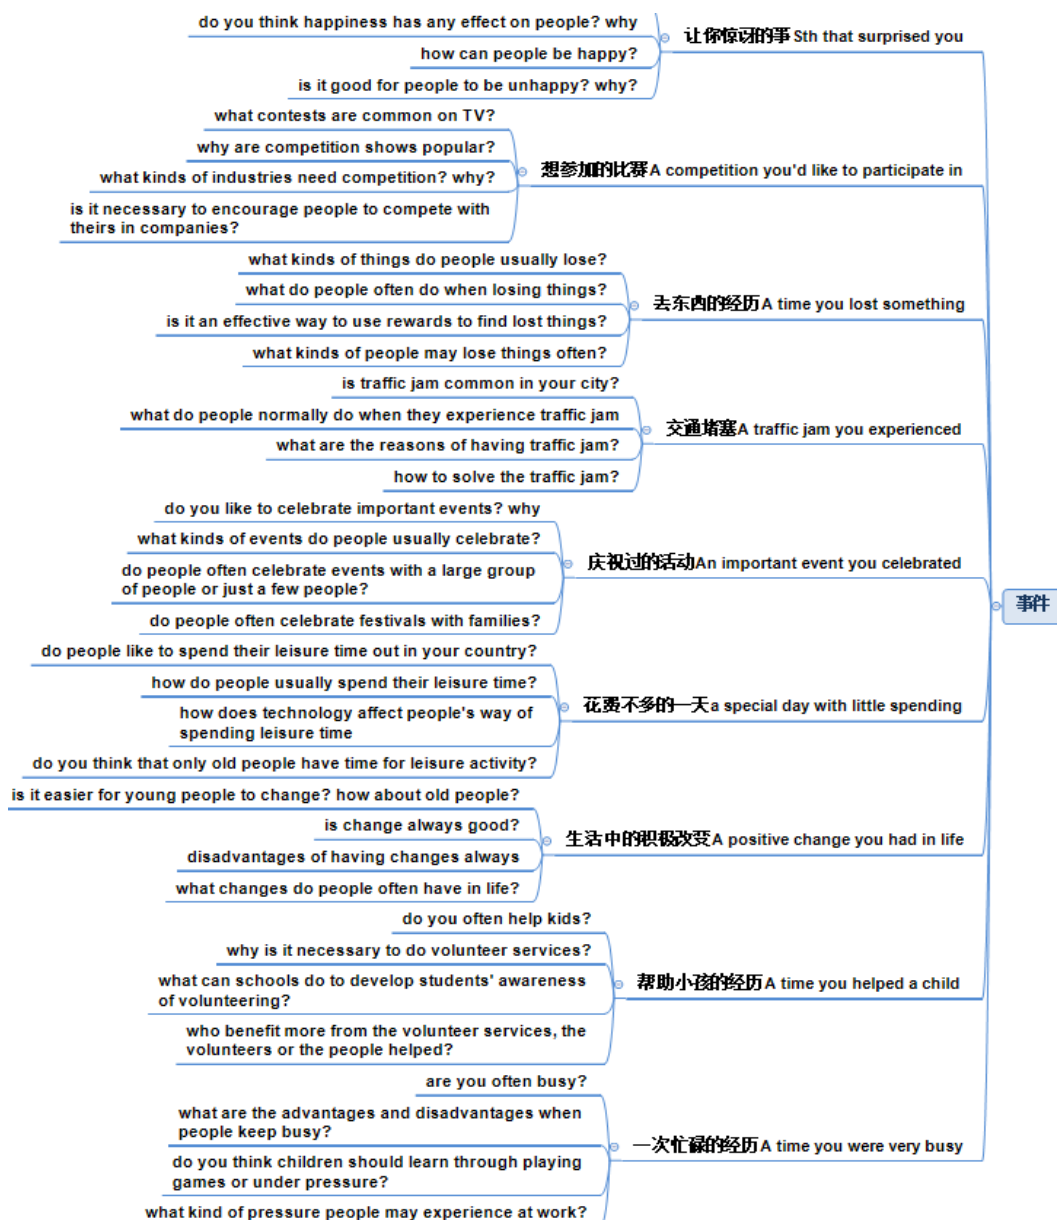 do you think happiness has any effect on people? why
how can people be happy?
is it good for people to be unhappy? why?
让你惊讶的事 Sth that surprised you
what contests are common on TV?
why are competition shows popular?
what kinds of industries need competition? why?
is it necessary to encourage people to compete with
theirs in companies?
想参加的比赛A competition you'd like to participate in
what kinds of things do people usually lose?
what do people often do when losing things?
is it an effective way to use rewards to find lost things?
what kinds of people may lose things often?
丢东西的经历A time you lost something
is traffic jam common in your city?
what do people normally do when they experience traffic jam
what are the reasons of having traffic jam?
how to solve the traffic jam?
交通堵塞A traffic jam you experienced
do you like to celebrate important events? why
what kinds of events do people usually celebrate?
do people often celebrate events with a large group
of people or just a few people?
do people often celebrate festivals with families?
庆祝过的活动An important event you celebrated
事件
do people like to spend their leisure time out in your country?
how do people usually spend their leisure time?
how does technology affect people's way of
spending leisure time
do you think that only old people have time for leisure activity?
花费不多的一天a special day with little spending
is it easier for young people to change? how about old people?
is change always good?
disadvantages of having changes always
what changes do people often have in life?
生活中的积极改变A positive change you had in life
do you often help kids?
why is it necessary to do volunteer services?
what can schools do to develop students' awareness
of volunteering?
who benefit more from the volunteer services, the
volunteers or the people helped?
帮助小孩的经历A time you helped a child
are you often busy?
what are the advantages and disadvantages when
people keep busy?
do you think children should learn through playing
games or under pressure?
what kind of pressure people may experience at work?
一次忙碌的经历A time you were very busy